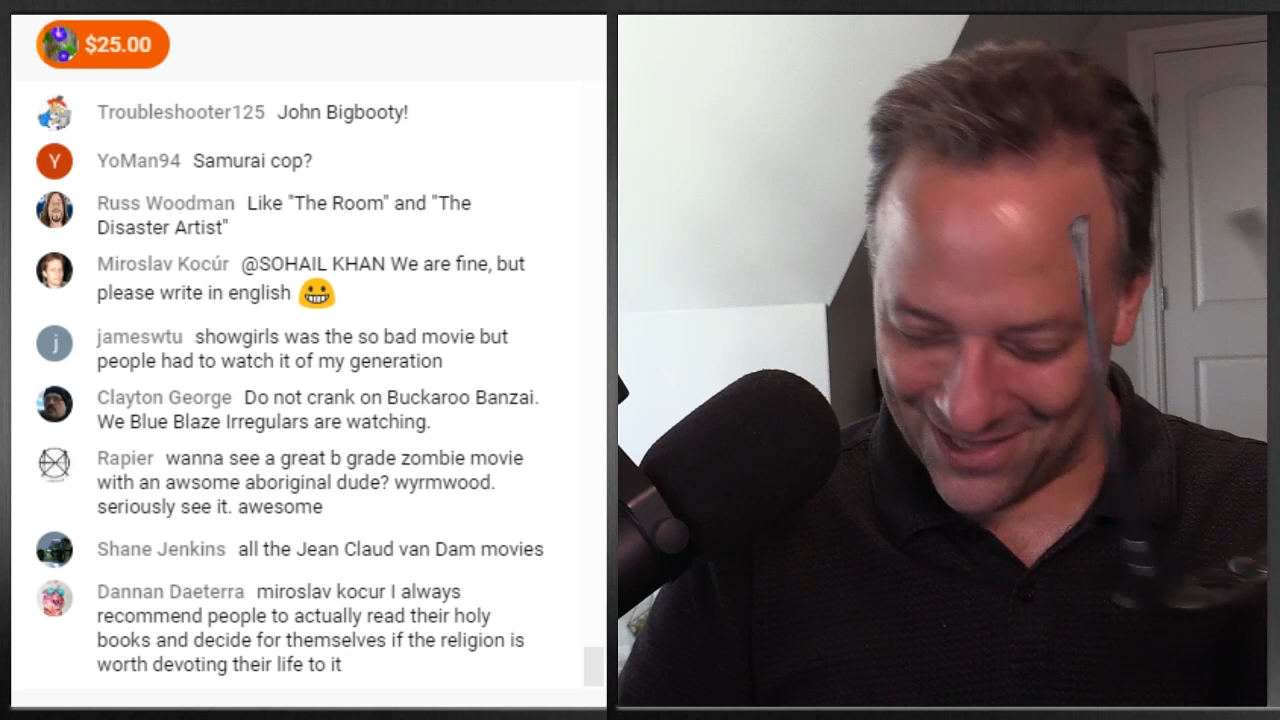 $25.00
Troubleshooter125 John Bigbooty!
Y YoMan94 Samurai cop?
Russ Woodman Like "The Room" and "The
Disaster Artist"
Miroslav Kocúr @SOHAIL KHAN We are fine, but
please write in english
j jameswtu showgirls was the so bad movie but
people had to watch it of my generation
Clayton George Do not crank on Buckaroo Banzai.
We Blue Blaze Irregulars are watching.
Rapier wanna see a great b grade zombie movie
with an awsome aboriginal dude? wyrmwood.
seriously see it. awesome
Shane Jenkins all the Jean Claud van Dam movies
Dannan Daeterra miroslav kocur I always
recommend people to actually read their holy
books and decide for themselves if the religion is
worth devoting their life to it